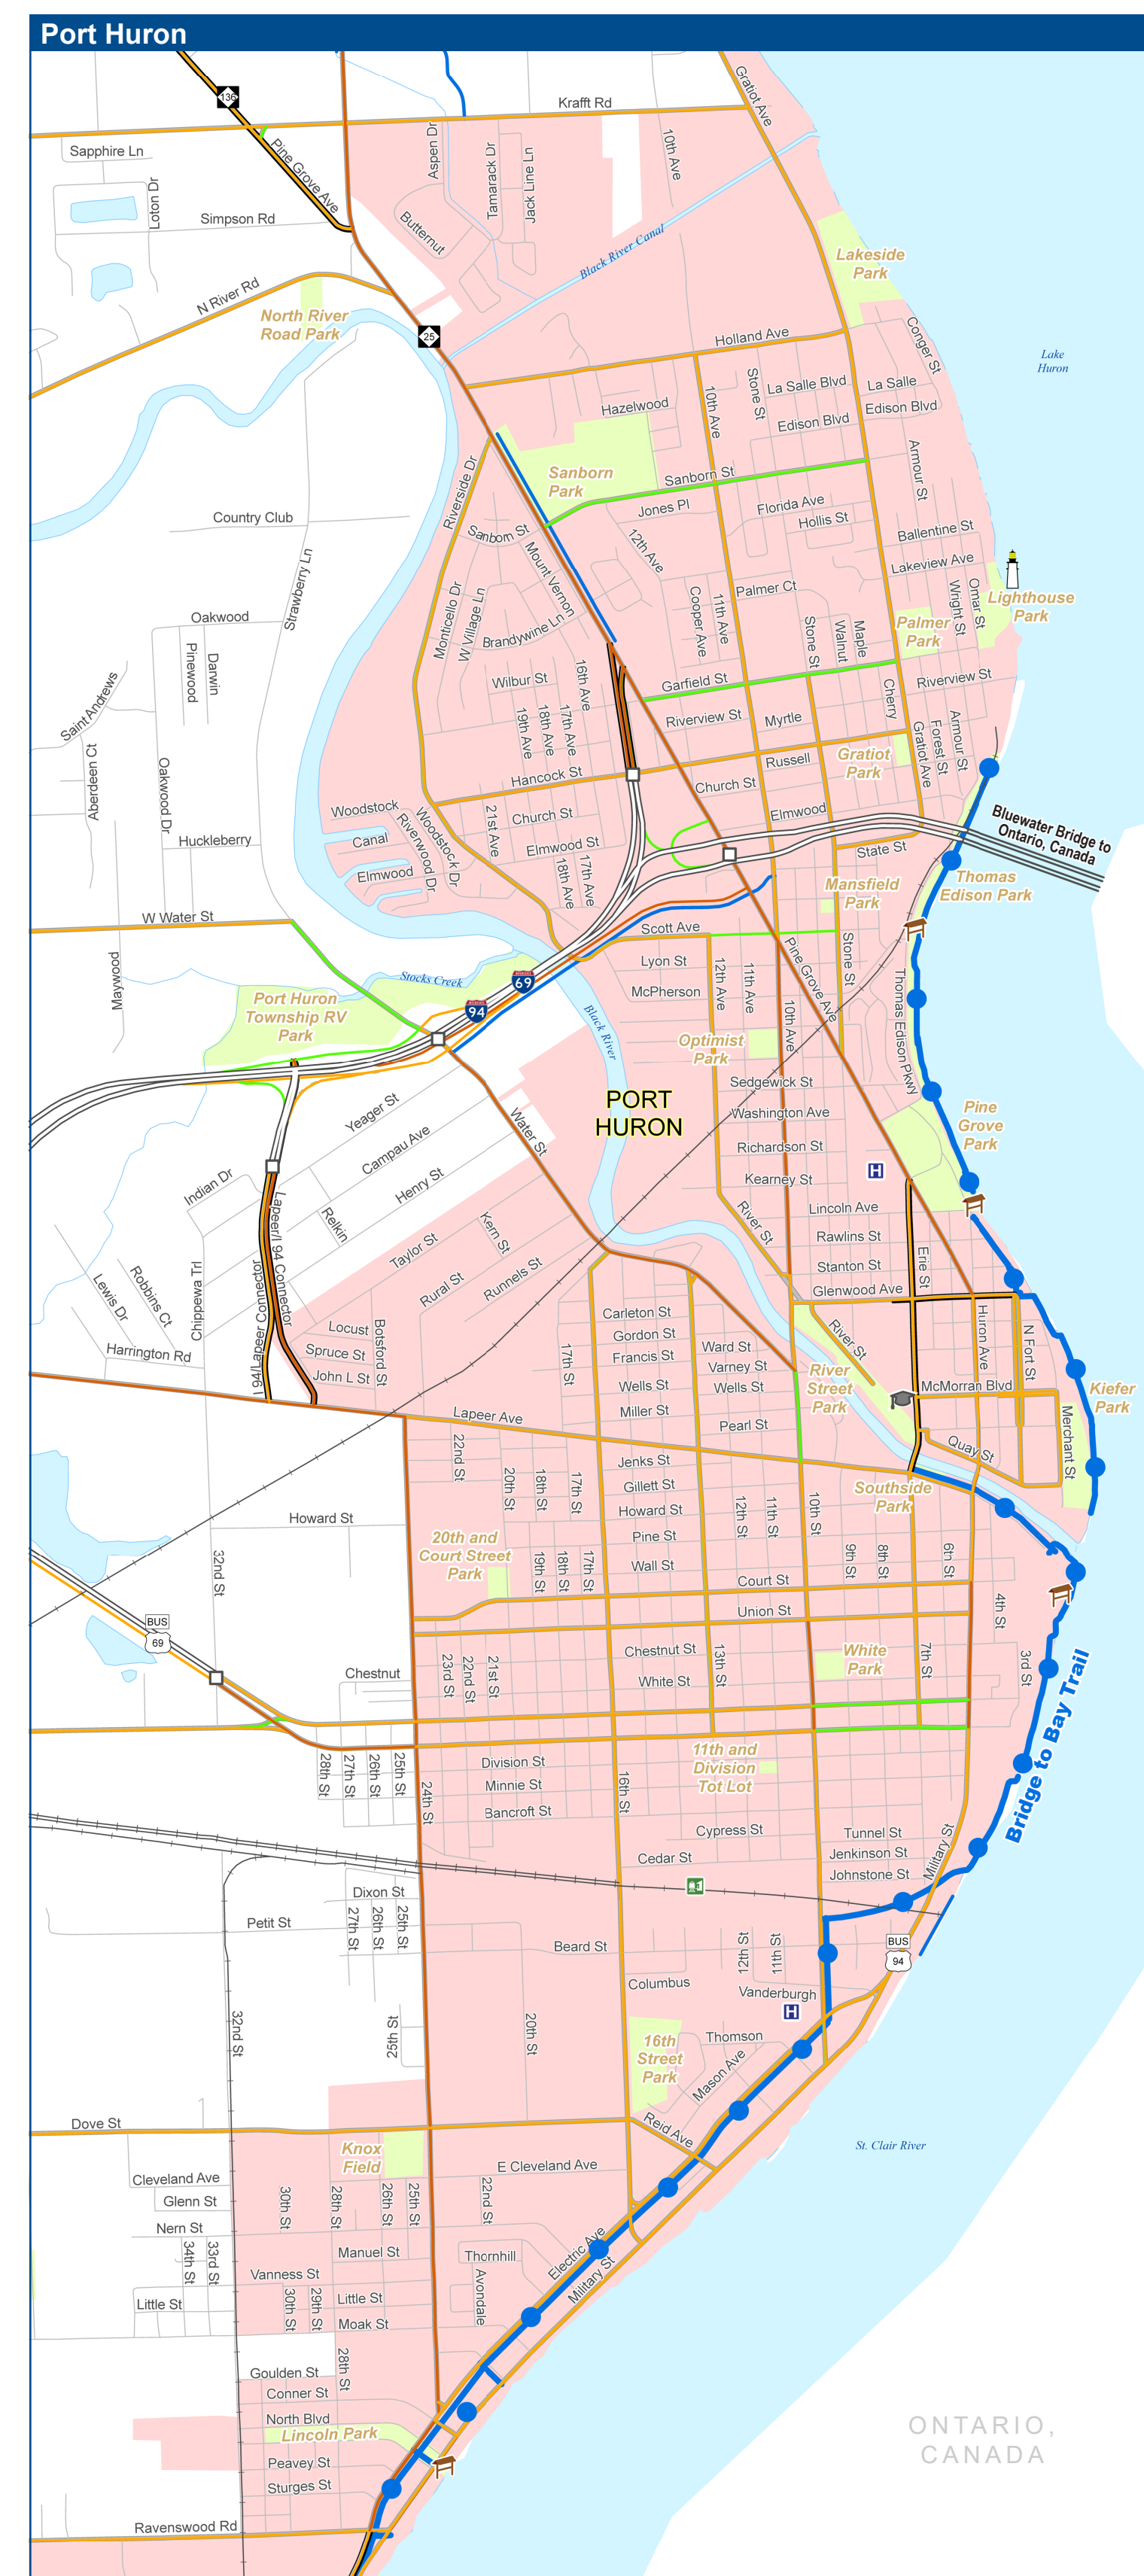 Port Huron
136
Gratiot Ave
Krafft Rd
Sapphire Ln
Pine Grove Ave
Aspen Dr
Tamarack Dr
Jack Line Ln
10th Ave
Loton Dr
Simpson Rd
Butternut
Black River Canal
Lakeside
Park
N River Rd
North River
Road Park
25
Holland Ave
Conger St
Lake
Huron
Stone St
La Salle Blvd
La Salle
Hazelwood
10th Ave
Edison Blvd
Edison Blvd
Riverside Dr
Sanborn
Park
Sanborn St
Armour St
Jones Pl
Florida Ave
Hollis St
Country Club
Sanborn St
Mount Vernon
12th Ave
Ballentine St
Lakeview Ave
Strawberry Ln
Monticello Dr
W Village Ln
Brandywine Ln
Cooper Ave
11th Ave
Palmer Ct
Wright St
Omar St
Lighthouse
Park
Oakwood
Pinewood
Darwin
Stone St
Walnut
Maple
Palmer
Park
Saint Andrews
Wilbur St
16th Ave
Garfield St
Cherry
Riverview St
19th Ave
18th Ave
17th Ave
Riverview St
Myrtle
Gratiot Ave
Forest St
Armour St
Aberdeen Ct
Oakwood Dr
Hancock St
Russell
Gratiot
Park
Church St
Woodstock
Riverwood Dr
Woodstock Dr
21st Ave
Church St
Elmwood
Bluewater Bridge to
Ontario, Canada
Huckleberry
Canal
Elmwood St
State St
Elmwood
18th Ave
17th Ave
Mansfield
Park
Thomas
Edison Park
W Water St
Scott Ave
Pine Grove Ave
Stone St
Maywood
Stocks Creek
69
Lyon St
12th Ave
11th Ave
Thomas Edison Pkwy
94
McPherson
Port Huron
Township RV
Park
Black River
10th Ave
Optimist
Park
PORT
HURON
Sedgewick St
Washington Ave
Pine
Grove
Park
Yeager St
Water St
Richardson St
Campau Ave
Kearney St
H
Indian Dr
Henry St
Lapeer/I 94 Connector
Relkin
River St
Lincoln Ave
Kern St
Rawlins St
Taylor St
Erie St
Stanton St
Lewis Dr
Robbins Ct
Chippewa Trl
I 94/Lapeer Connector
Rural St
Runnels St
Glenwood Ave
Carleton St
River St
Huron Ave
N Fort St
Harrington Rd
Locust
Botsford St
Gordon St
Ward St
Spruce St
17th St
Francis St
Varney St
River
Street
Park
John L St
Wells St
Wells St
McMorran Blvd
Kiefer
Park
Lapeer Ave
Miller St
Pearl St
Merchant St
22nd St
Quay St
Jenks St
20th St
18th St
17th St
Gillett St
Southside
Park
12th St
11th St
10th St
Howard St
Howard St
20th and
Court Street
Park
Pine St
9th St
8th St
6th St
32nd St
19th St
18th St
17th St
Wall St
Court St
4th St
BUS
69
Union St
Chestnut St
13th St
White
Park
7th St
3rd St
Chestnut
23rd St
22nd St
21st St
White St
Bridge to Bay Trail
28th St
27th St
26th St
25th St
24th St
Division St
16th St
11th and
Division
Tot Lot
Minnie St
Bancroft St
Cypress St
Tunnel St
Military St
Cedar St
Jenkinson St
Johnstone St
Dixon St
Petit St
27th St
26th St
25th St
Beard St
12th St
11th St
BUS
94
Columbus
Vanderburgh
H
32nd St
25th St
20th St
16th
Street
Park
Thomson
Mason Ave
Dove St
Reid Ave
St. Clair River
Knox
Field
Cleveland Ave
E Cleveland Ave
Glenn St
30th St
28th St
26th St
25th St
22nd St
Nern St
34th St
33rd St
Manuel St
Thornhill
Electric Ave
Military St
Vanness St
Avondale
Little St
30th St
29th St
Little St
Moak St
28th St
Goulden St
Conner St
North Blvd
Lincoln Park
ONTARIO,
CANADA
Peavey St
Sturges St
Ravenswood Rd